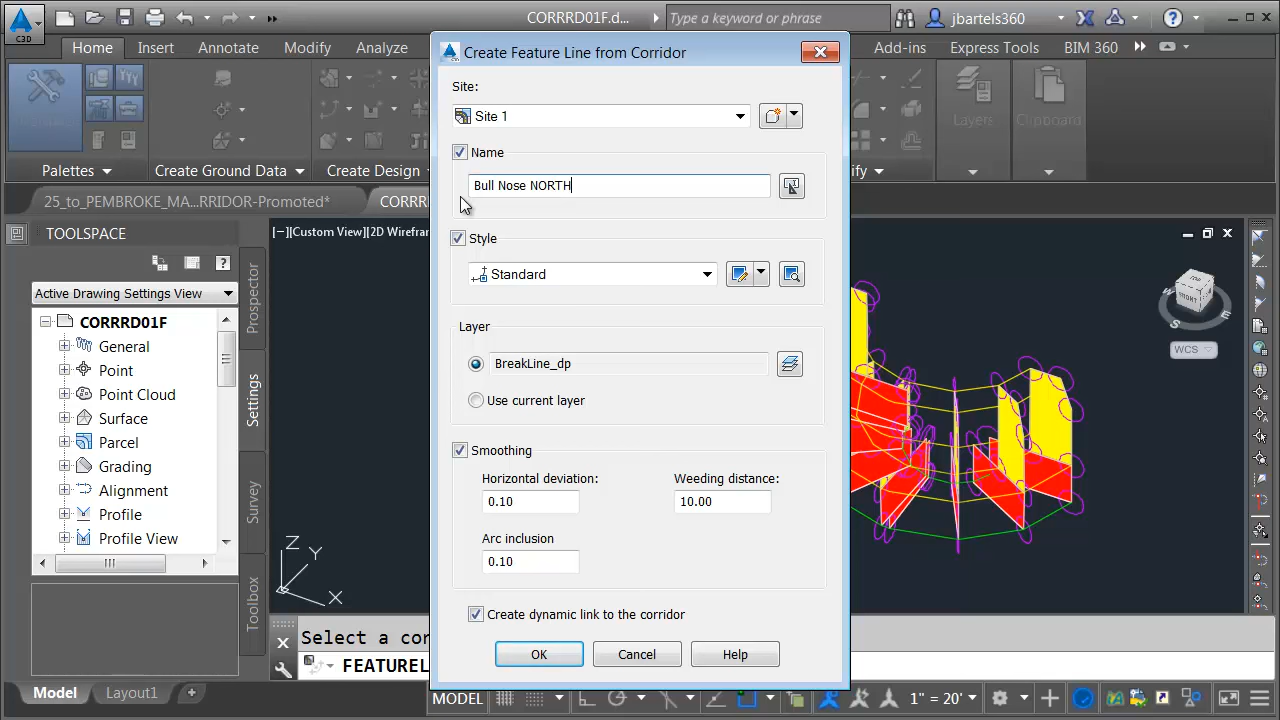 C3D
CORRRD01F.d...
Type a keyword or phrase
jbartels360
Home
Insert
Annotate
Modify
Analyze
Add-ins
Express Tools
BIM 360
Palettes
Create Ground Data
Create Design
ify
Layers
Clipboard
25_to_PEMBROKE_MA...RRIDOR-Promoted*
CORRR
[−][Custom View][2D Wirefram
TOOLSPACE
Active Drawing Settings View
CORRRD01F
General
Point
Point Cloud
Surface
Parcel
Grading
Alignment
Profile
Profile View
Prospector
Settings
Survey
Toolbox
Create Feature Line from Corridor
Site:
Site 1
Name
Bull Nose NORTH
Style
Standard
Layer
BreakLine_dp
Use current layer
Smoothing
Horizontal deviation:
Weeding distance:
0.10
10.00
Arc inclusion
0.10
Create dynamic link to the corridor
OK
Cancel
Help
TOP
FRONT
S
E
WCS
Z
Y
X
Select a cor
FEATUREL
Model
Layout1
MODEL
1" = 20'